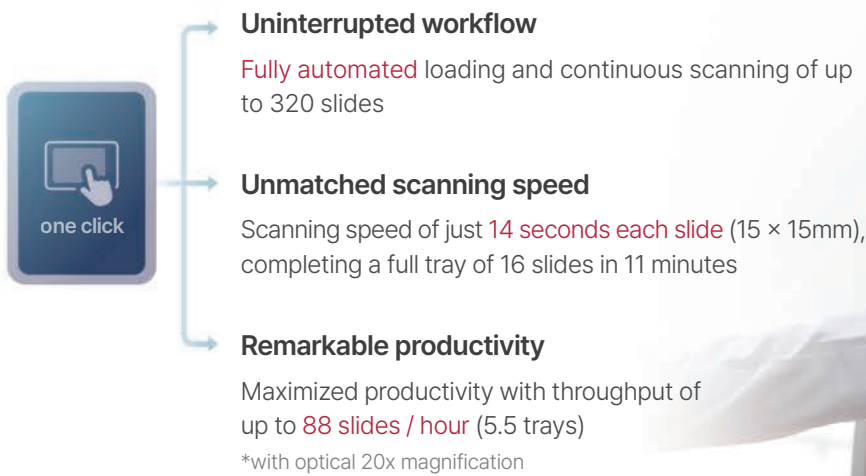 Uninterrupted workflow
Fully automated loading and continuous scanning of up
to 320 slides
one click
Unmatched scanning speed
Scanning speed of just 14 seconds each slide (15 × 15mm),
completing a full tray of 16 slides in 11 minutes
Remarkable productivity
Maximized productivity with throughput of
up to 88 slides / hour (5.5 trays)
*with optical 20x magnification